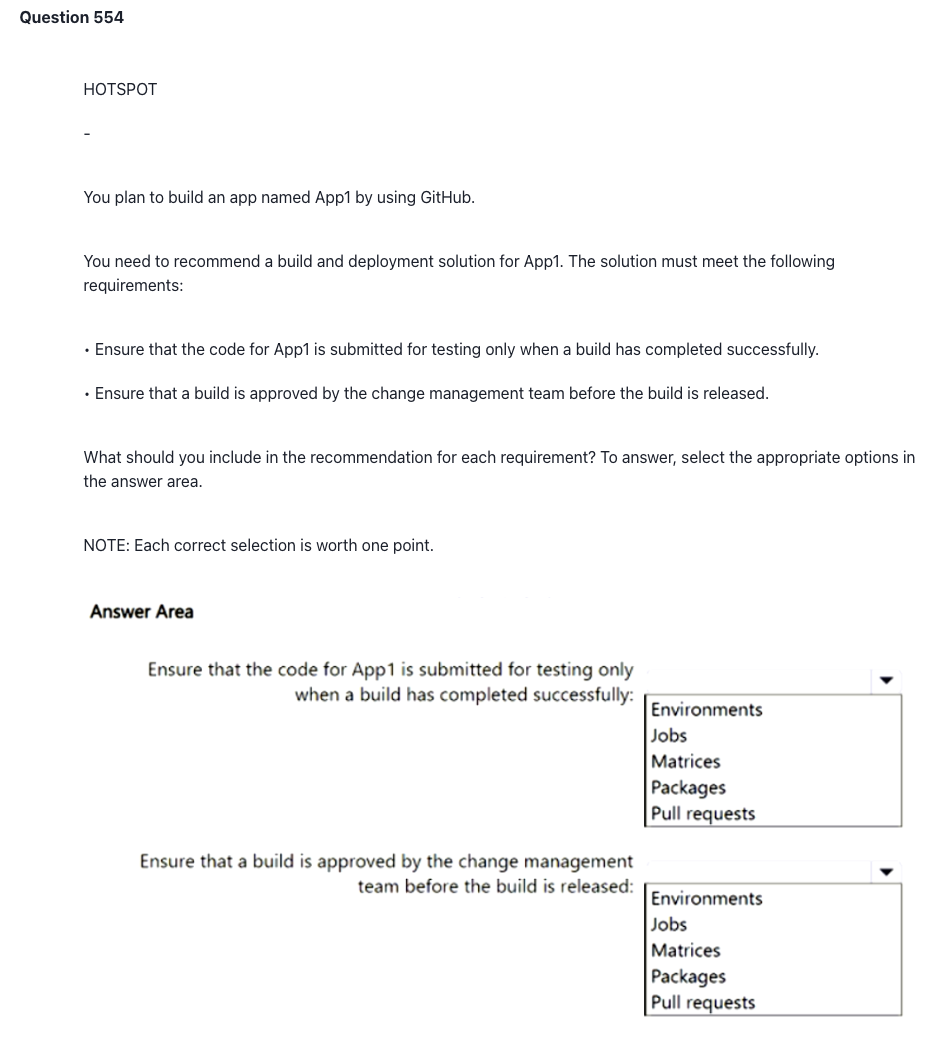 Question 554
HOTSPOT
-
You plan to build an app named App1 by using GitHub.
You need to recommend a build and deployment solution for App1. The solution must meet the following
requirements:
• Ensure that the code for App1 is submitted for testing only when a build has completed successfully.
• Ensure that a build is approved by the change management team before the build is released.
What should you include in the recommendation for each requirement? To answer, select the appropriate options in
the answer area.
NOTE: Each correct selection is worth one point.
Answer Area
Ensure that the code for App1 is submitted for testing only
when a build has completed successfully:
Environments
Jobs
Matrices
Packages
Pull requests
Ensure that a build is approved by the change management
team before the build is released:
Environments
Jobs
Matrices
Packages
Pull requests